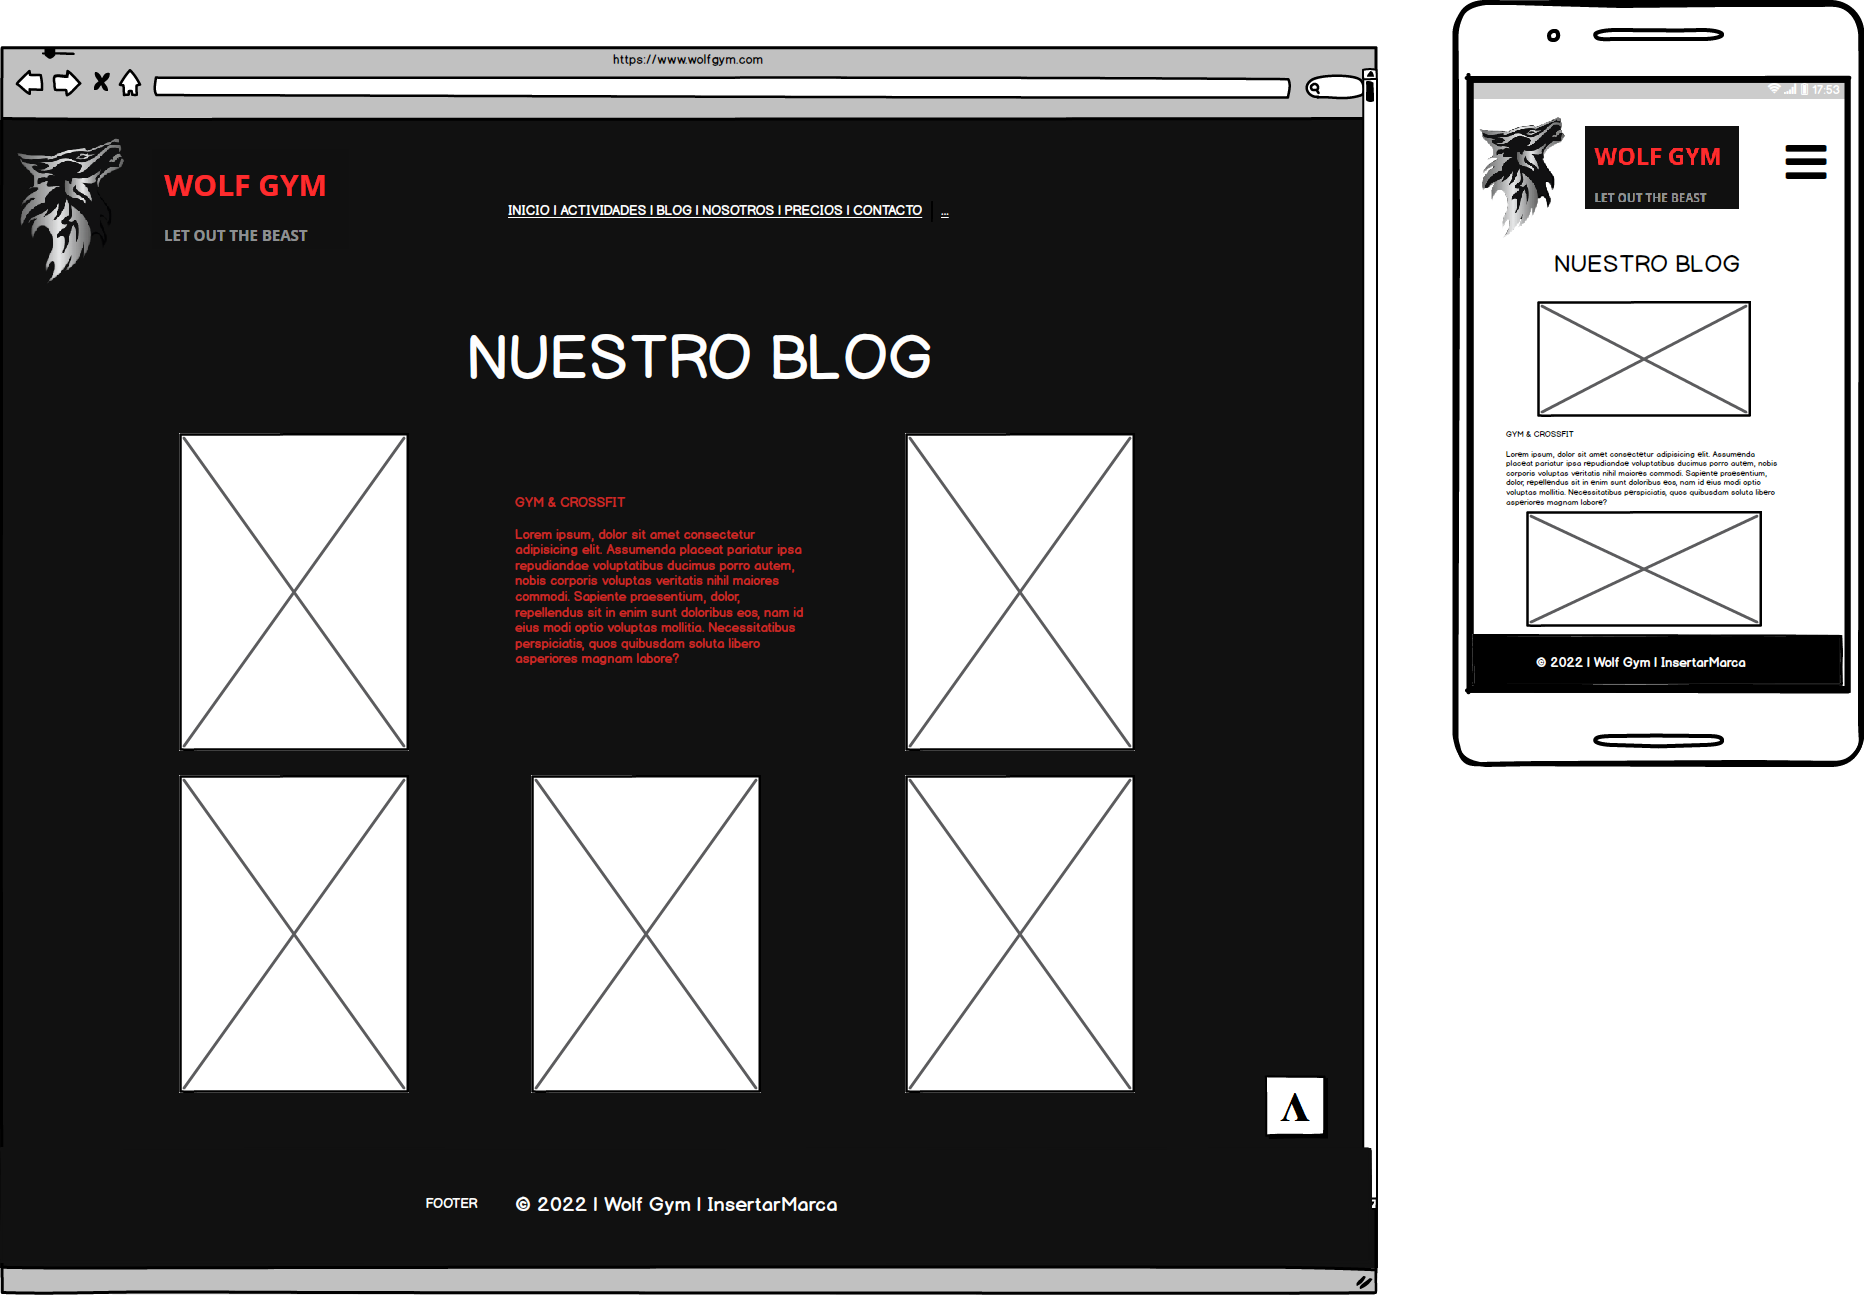 https://www.wolfgym.com
WOLF GYM
LET OUT THE BEAST
INICIO | ACTIVIDADES | BLOG | NOSOTROS | PRECIOS | CONTACTO ...
NUESTRO BLOG
GYM & CROSSFIT
Lorem ipsum, dolor sit amet consectetur
adipisicing elit. Assumenda placeat pariatur ipsa
repudiandae voluptatibus ducimus porro autem,
nobis corporis voluptas veritatis nihil maiores
commodi. Sapiente praesentium, dolor,
repellendus sit in enim sunt doloribus eos, nam id
eius modi optio voluptas mollitia. Necessitatibus
perspiciatis, quos quibusdam soluta libero
asperiores magnam labore?
Λ
FOOTER © 2022 | Wolf Gym | InsertarMarca
17:53
WOLF GYM
LET OUT THE BEAST
NUESTRO BLOG
GYM & CROSSFIT
Lorem ipsum, dolor sit amet consectetur adipisicing elit. Assumenda
placeat pariatur ipsa repudiandae voluptatibus ducimus porro autem, nobis
corporis voluptas veritatis nihil maiores commodi. Sapiente praesentium,
dolor, repellendus sit in enim sunt doloribus eos, nam id eius modi optio
voluptas mollitia. Necessitatibus perspiciatis, quos quibusdam soluta libero
asperiores magnam labore?
© 2022 | Wolf Gym | InsertarMarca